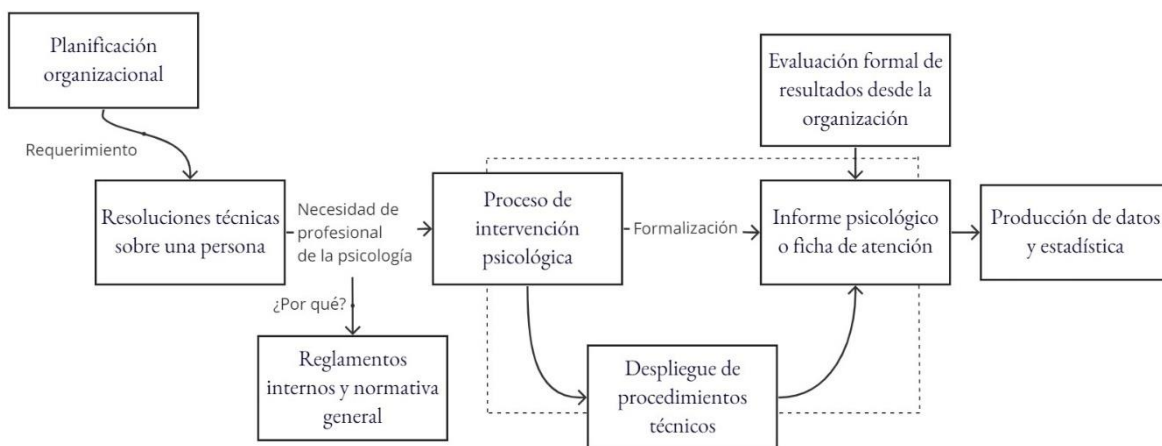 Planificación
organizacional
Requerimiento
Resoluciones técnicas
sobre una persona
Necesidad de
profesional
de la psicología
¿Por qué?
Reglamentos
internos y normativa
general
Proceso de
intervención
psicológica
Formalización
Despliegue de
procedimientos
técnicos
Evaluación formal de
resultados desde la
organización
Informe psicológico
o ficha de atención
Producción de datos
y estadística